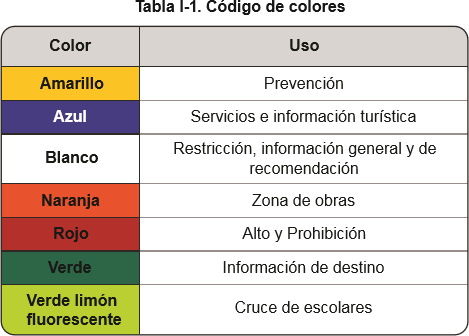 Tabla I-1. Código de colores
Color Uso
Amarillo Prevención
Azul Servicios e información turística
Blanco Restricción, información general y de
recomendación
Naranja Zona de obras
Rojo Alto y Prohibición
Verde Información de destino
Verde limón
fluorescente Cruce de escolares